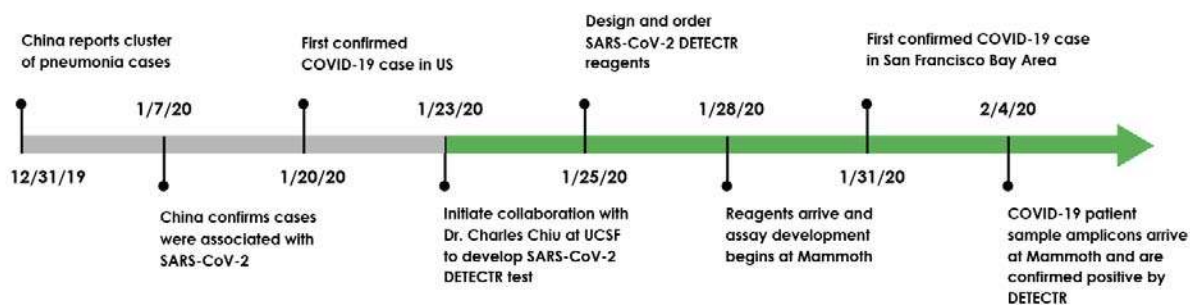 China reports cluster
of pneumonia cases
12/31/19
1/7/20
China confirms cases
were associated with
SARS-CoV-2
First confirmed
COVID-19 case in US
1/20/20
1/23/20
Initiate collaboration with
Dr. Charles Chiu at UCSF
to develop SARS-CoV-2
DETECTR test
Design and order
SARS-CoV-2 DETECTR
reagents
1/25/20
1/28/20
Reagents arrive and
assay development
begins at Mammoth
First confirmed COVID-19 case
in San Francisco Bay Area
1/31/20
2/4/20
COVID-19 patient
sample amplicons arrive
at Mammoth and are
confirmed positive by
DETECTR